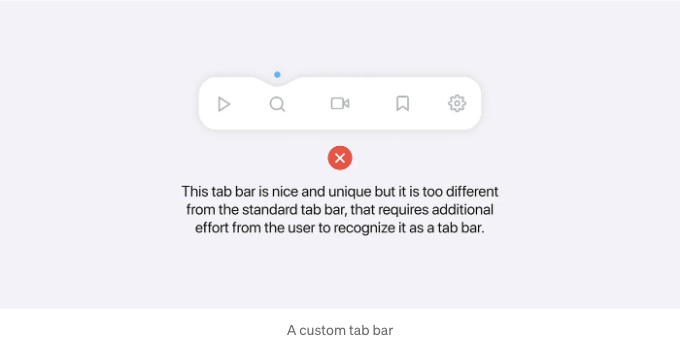 This tab bar is nice and unique but it is too different
from the standard tab bar, that requires additional
effort from the user to recognize it as a tab bar.
A custom tab bar